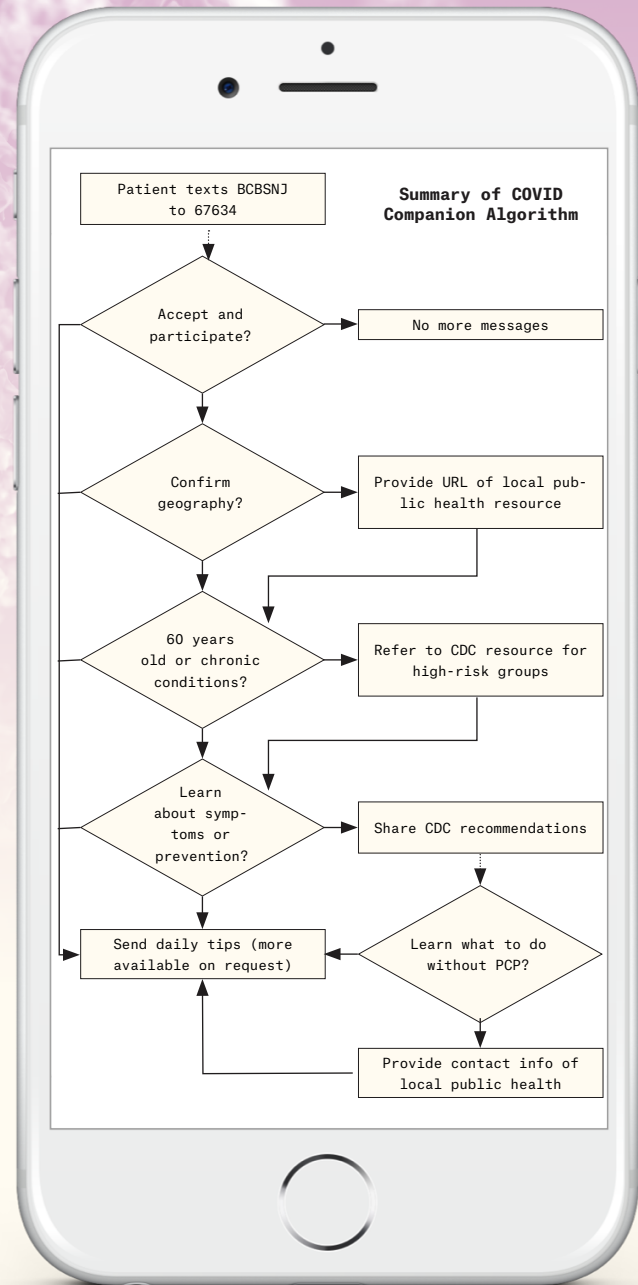 Patient texts BCBSNJ
to 67634
Summary of COVID
Companion Algorithm
Accept and
participate?
No more messages
Confirm
geography?
Provide URL of local pub-
lic health resource
60 years
old or chronic
conditions?
Refer to CDC resource for
high-risk groups
Learn
about symp-
toms or
prevention?
Share CDC recommendations
Send daily tips (more
available on request)
Learn what to do
without PCP?
Provide contact info of
local public health